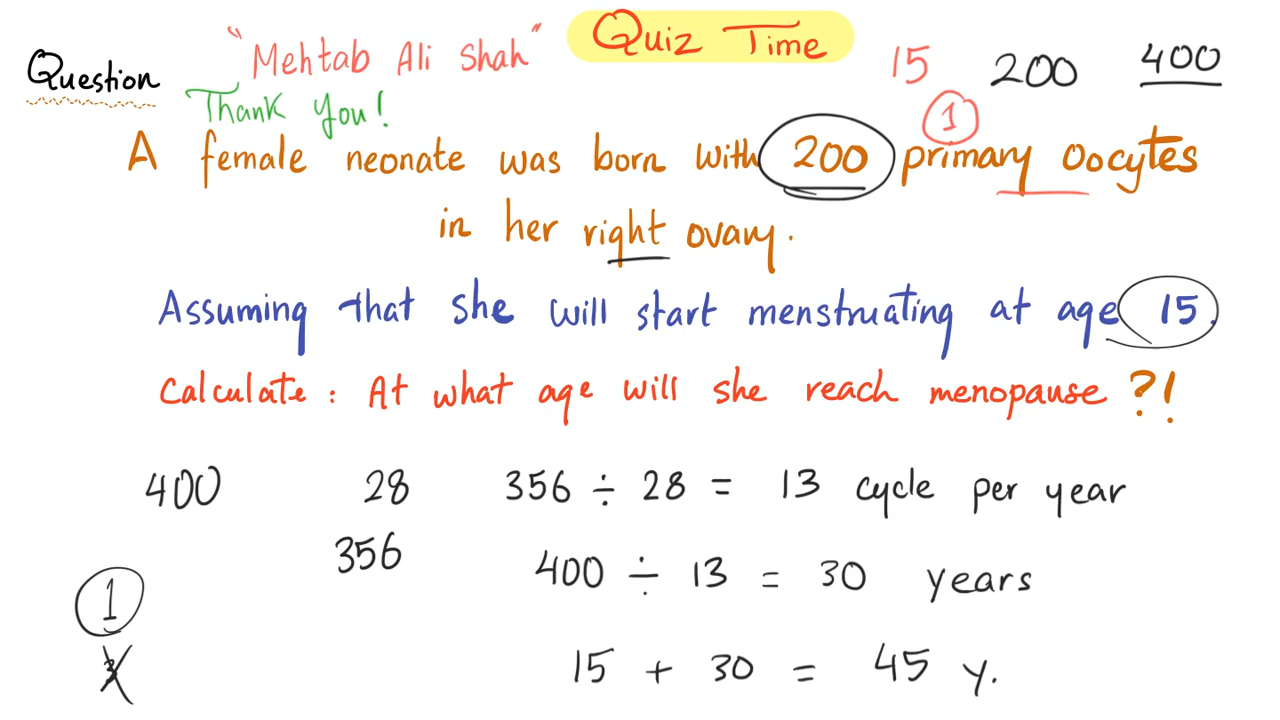 Quiz Time
"Mehtab Ali Shah"
15 200 400
Question
Thank you!
1
A female neonate was born with 200 primary oocytes
in her right ovary.
Assuming that she will start menstruating at age 15.
Calculate: At what age will she reach menopause ?!
400 28 356 ÷ 28 = 13 cycle per year
356
400 ÷ 13 = 30 years
1
15 + 30 = 45 y.